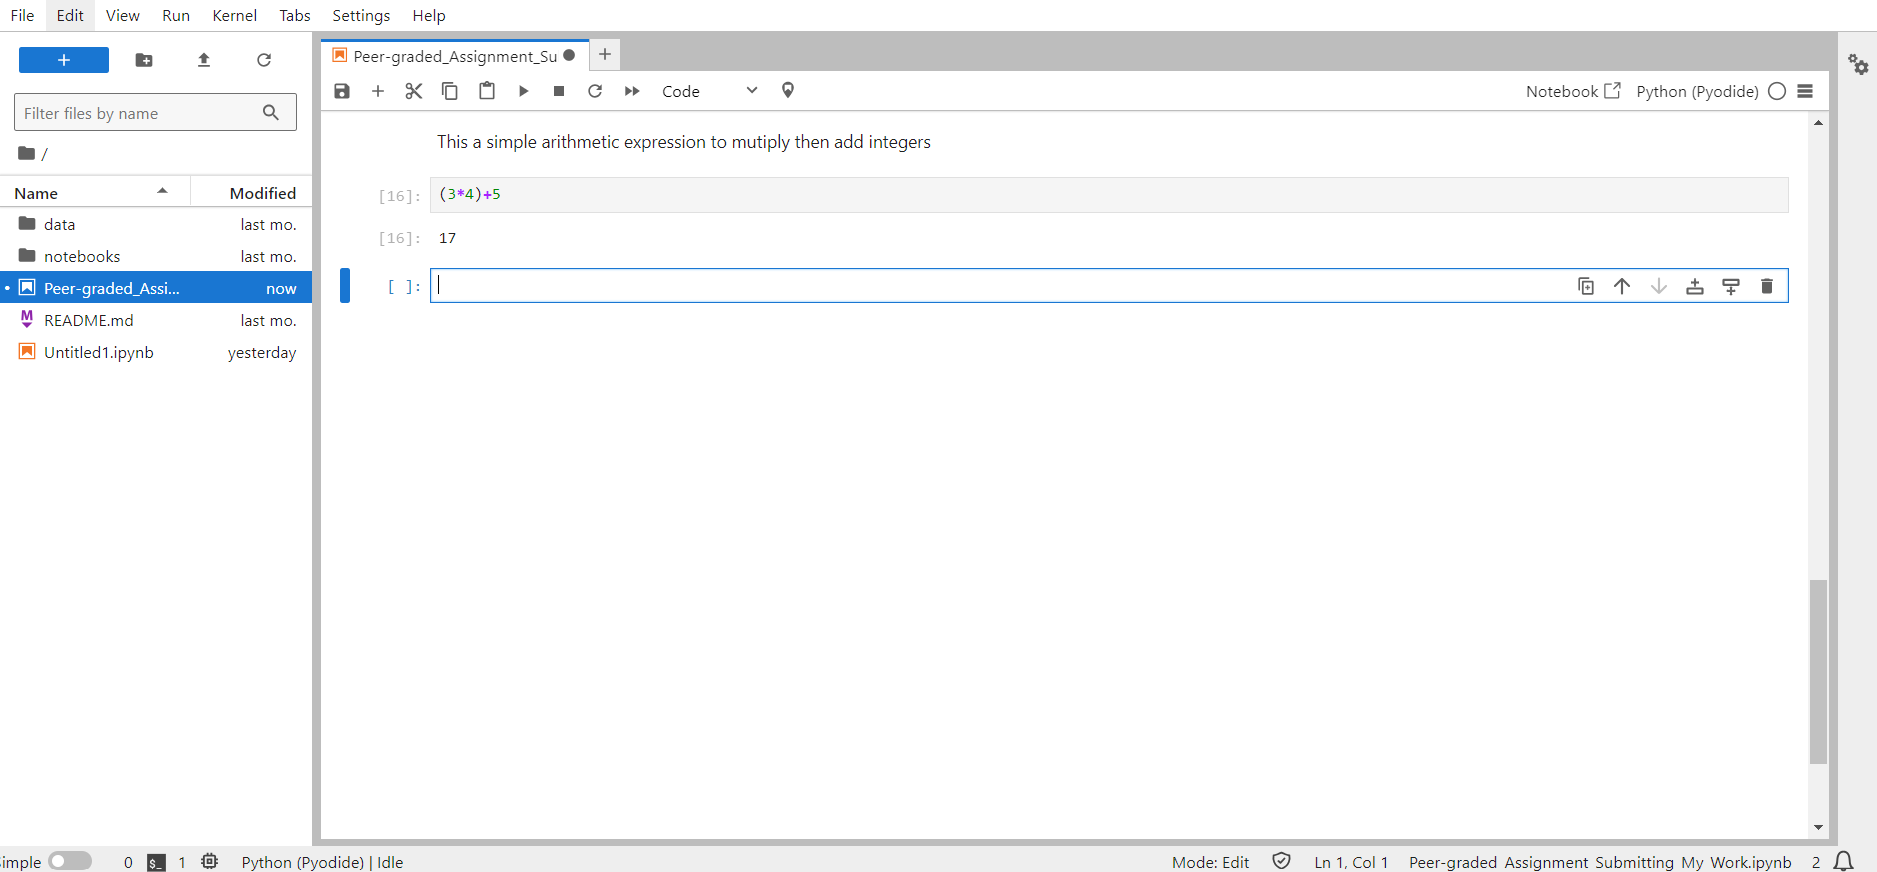 File Edit View Run Kernel Tabs Settings Help
+
Filter files by name
/
Name Modified
data last mo.
notebooks last mo.
• Peer-graded_Assi... now
M README.md last mo.
Untitled1.ipynb yesterday
Peer-graded_Assignment_Su
+
Code
Notebook Python (Pyodide)
This a simple arithmetic expression to mutiply then add integers
[16]: (3*4)+5
[16]: 17
[ ]:
imple 0 $_ 1 Python (Pyodide) | Idle
Mode: Edit Ln 1, Col 1 Peer-graded Assignment Submitting My Work.ipynb 2